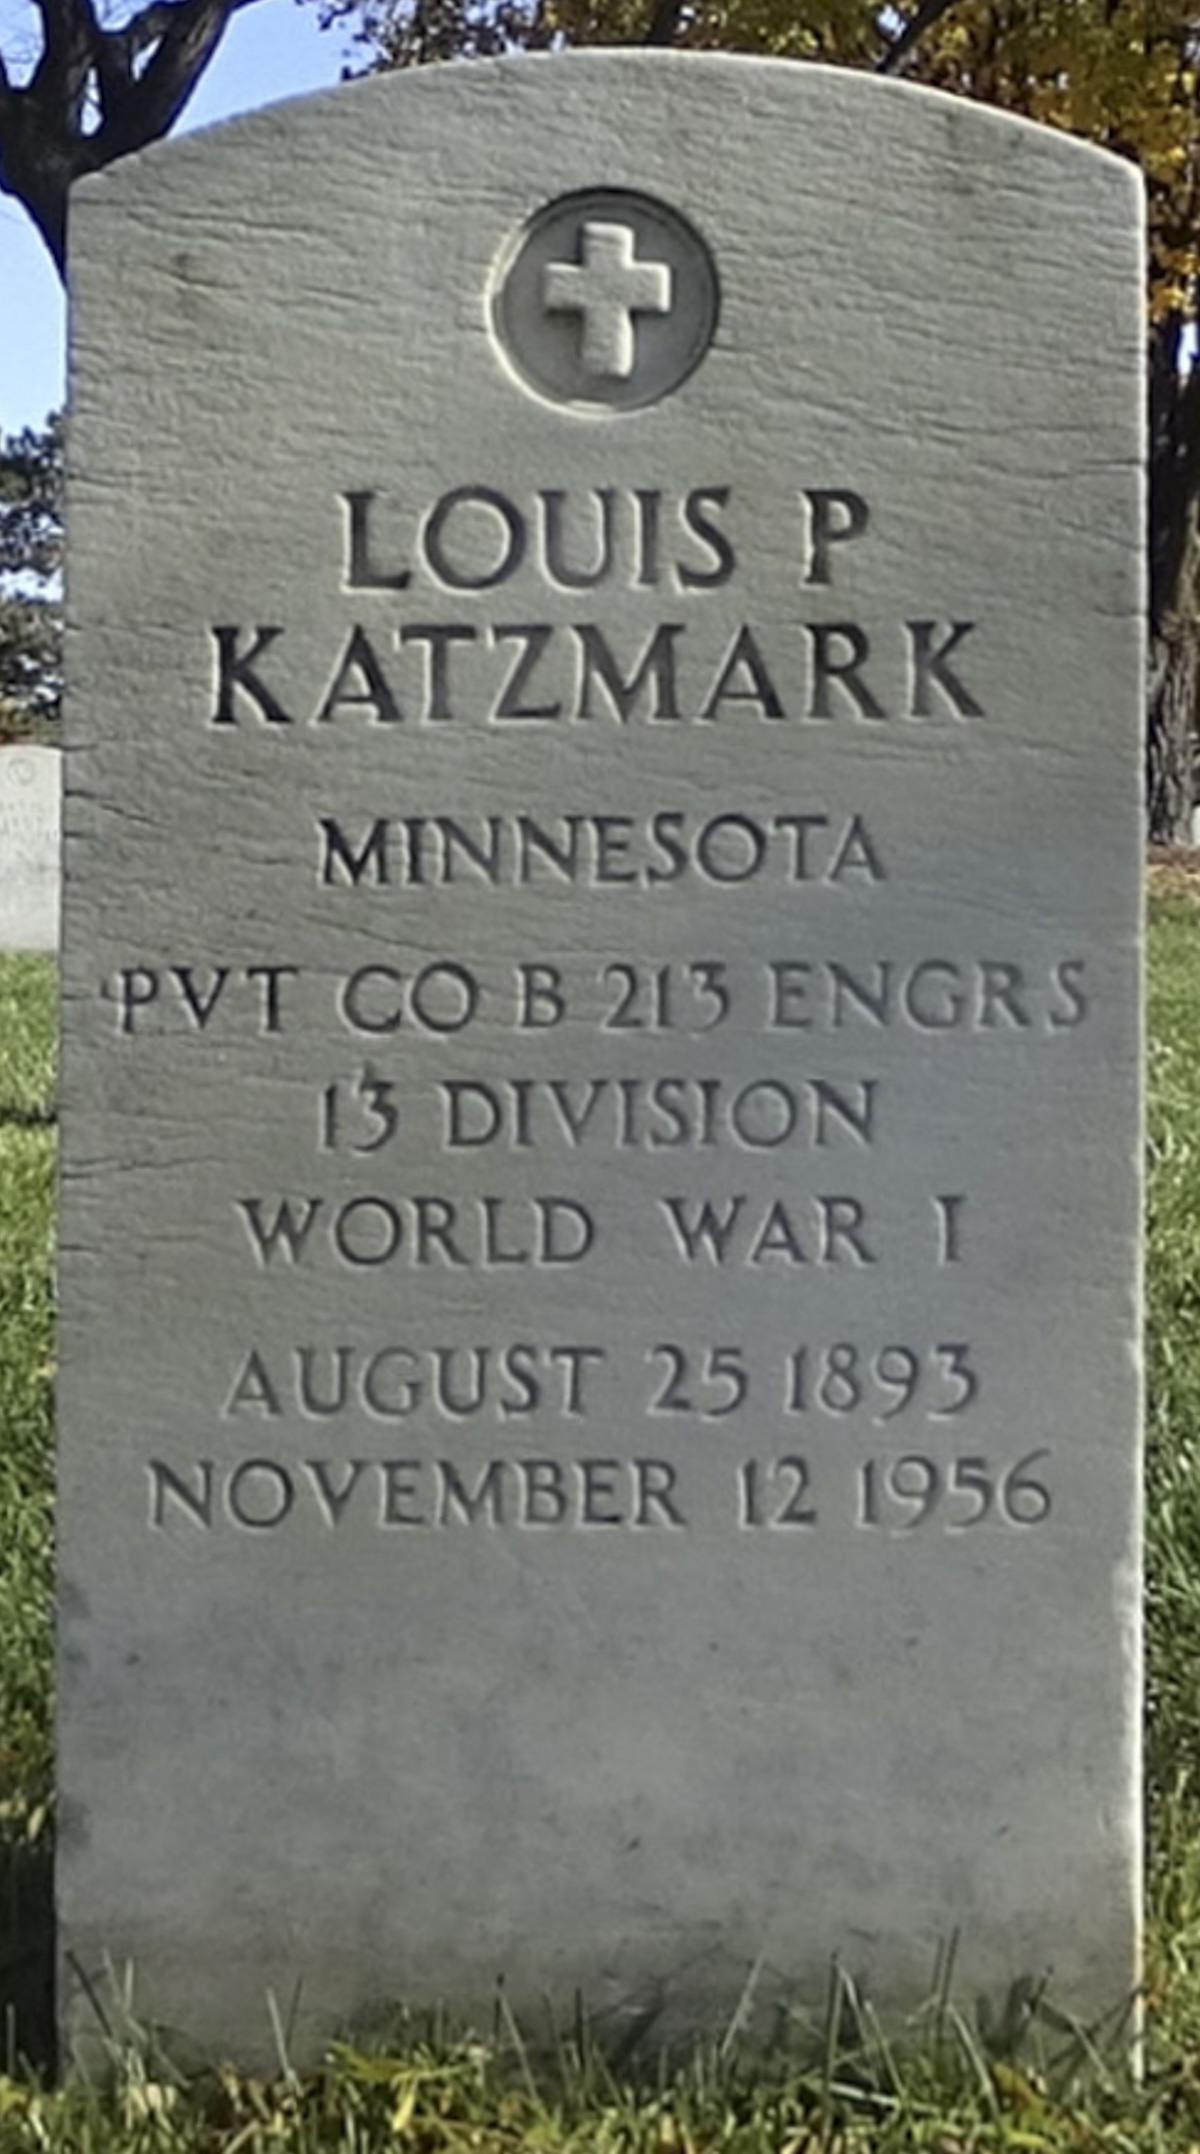 LOUIS P
KATZMARK
MINNESOTA
PVT CO B 213 ENGRS
13 DIVISION
WORLD WAR I
AUGUST 25 1893
NOVEMBER 12 1956